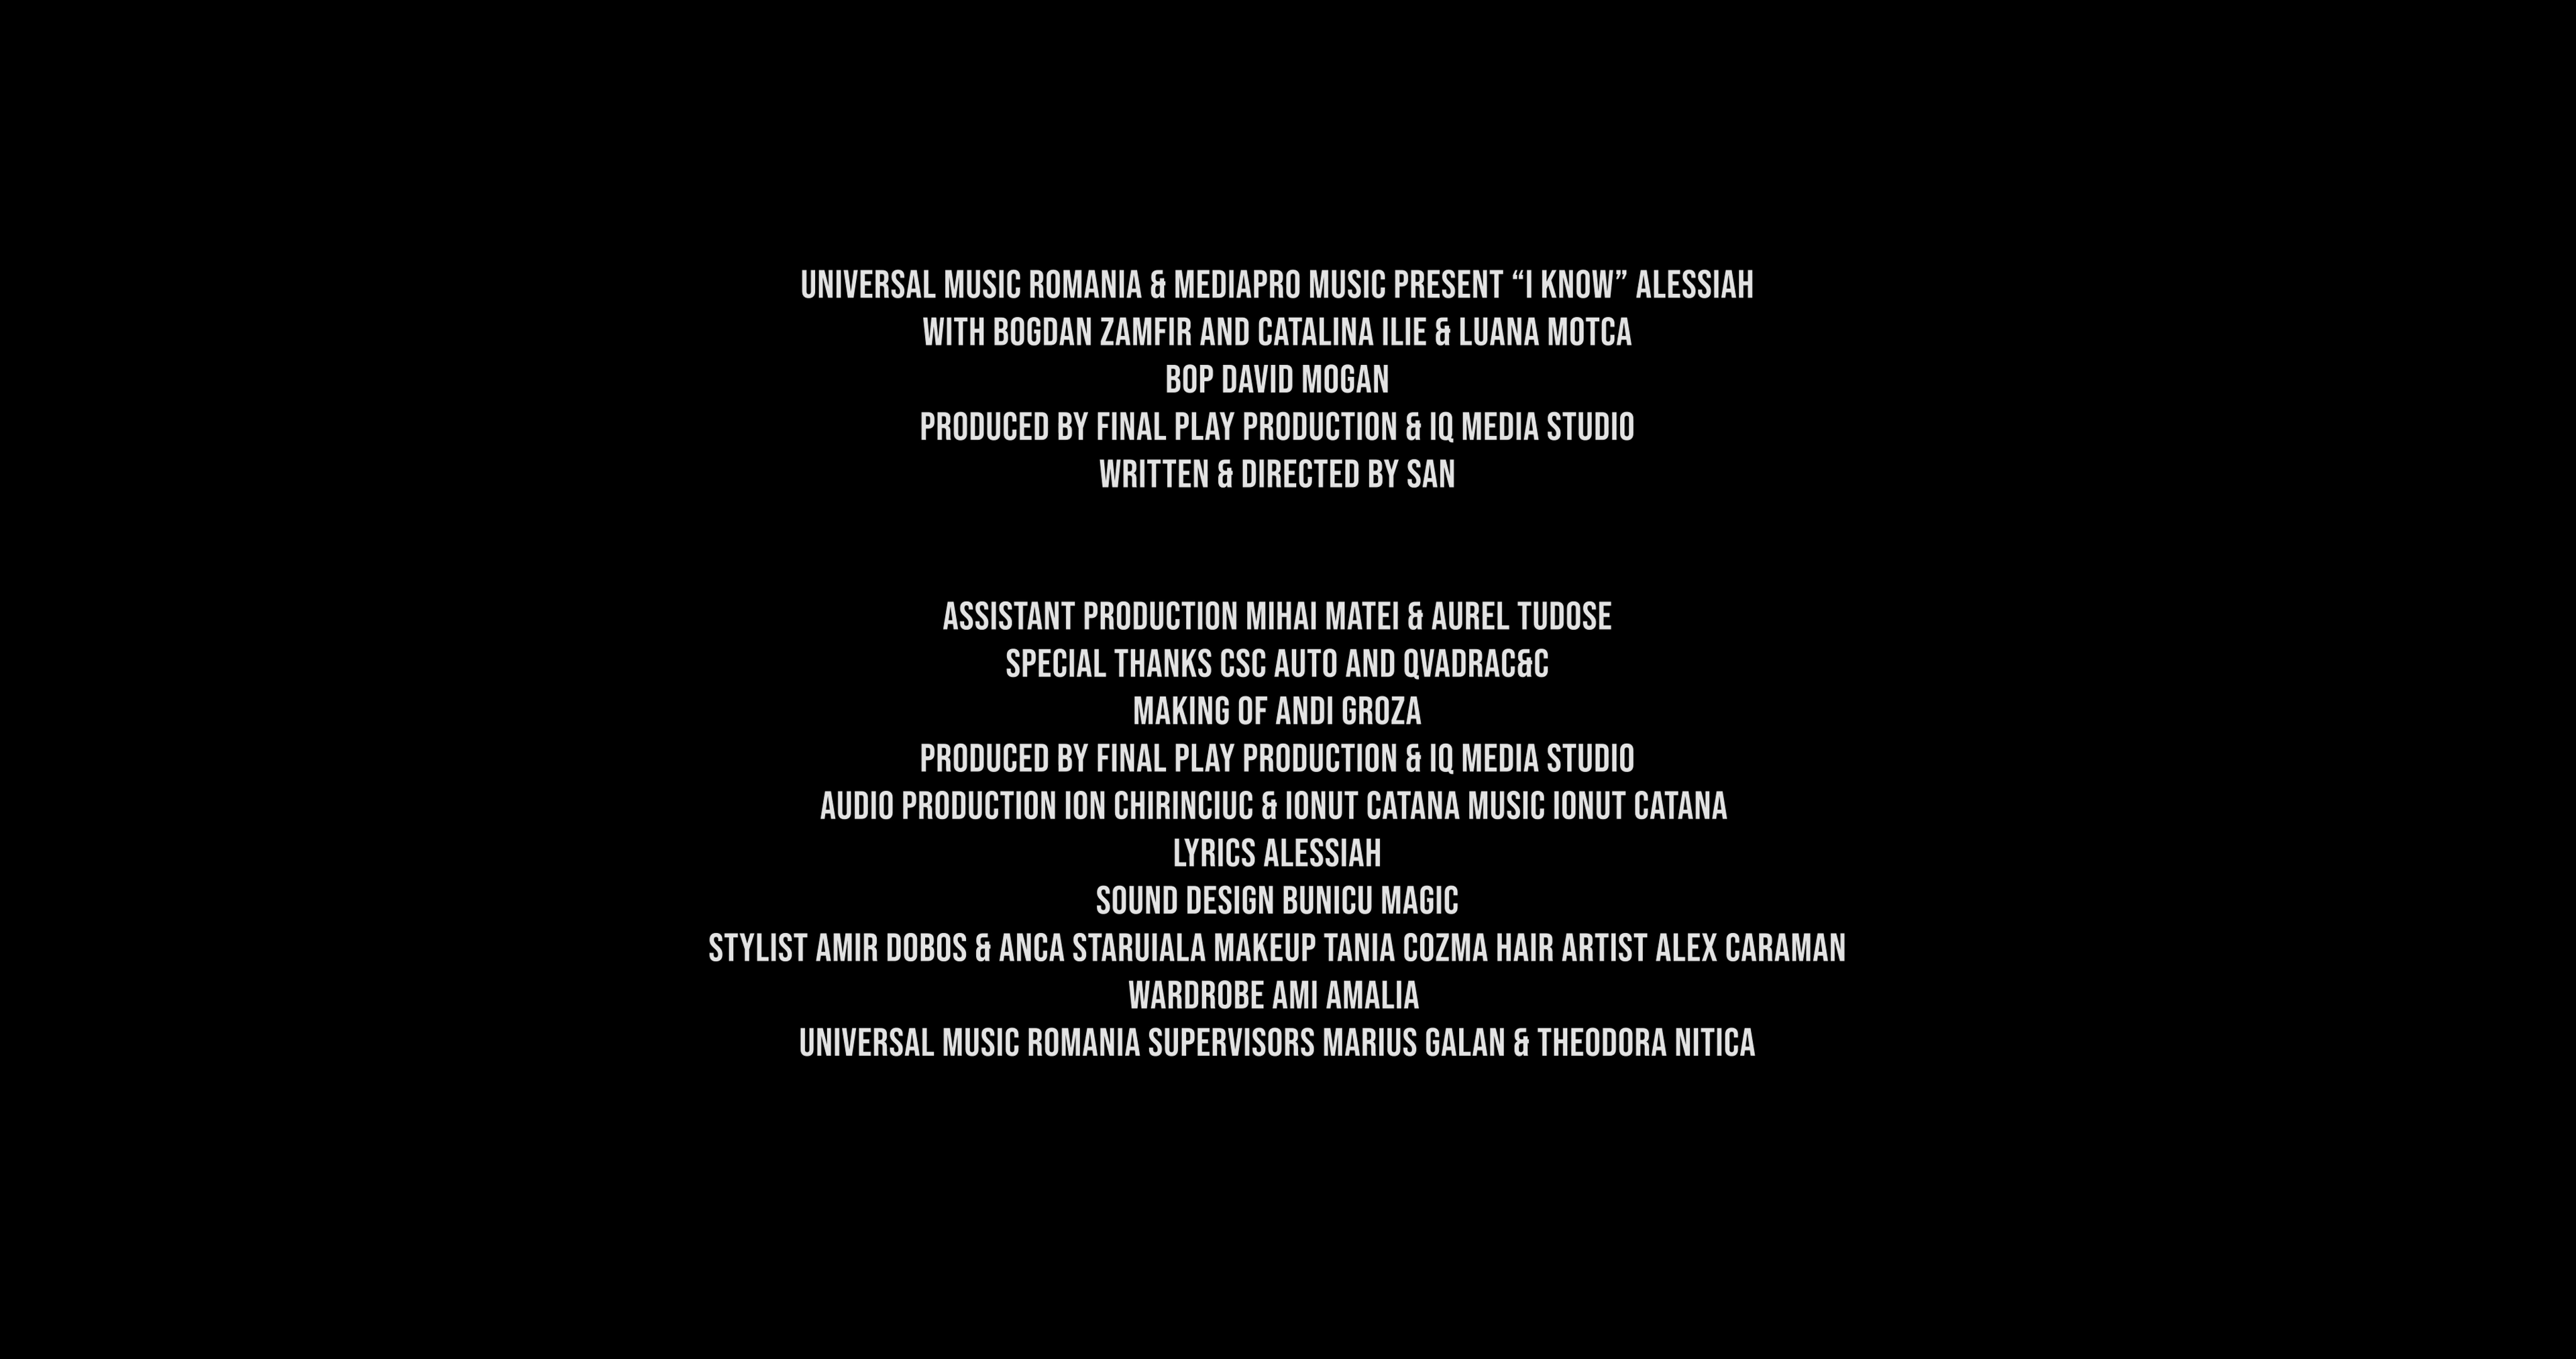 UNIVERSAL MUSIC ROMANIA & MEDIAPRO MUSIC PRESENT “I KNOW” ALESSIAH
WITH BOGDAN ZAMFIR AND CATALINA ILIE & LUANA MOTCA
BOP DAVID MOGAN
PRODUCED BY FINAL PLAY PRODUCTION & IQ MEDIA STUDIO
WRITTEN & DIRECTED BY SAN
ASSISTANT PRODUCTION MIHAI MATEI & AUREL TUDOSE
SPECIAL THANKS CSC AUTO AND QVADRAC&C
MAKING OF ANDI GROZA
PRODUCED BY FINAL PLAY PRODUCTION & IQ MEDIA STUDIO
AUDIO PRODUCTION ION CHIRINCIUC & IONUT CATANA MUSIC IONUT CATANA
LYRICS ALESSIAH
SOUND DESIGN BUNICU MAGIC
STYLIST AMIR DOBOS & ANCA STARUIALA MAKEUP TANIA COZMA HAIR ARTIST ALEX CARAMAN
WARDROBE AMI AMALIA
UNIVERSAL MUSIC ROMANIA SUPERVISORS MARIUS GALAN & THEODORA NITICA